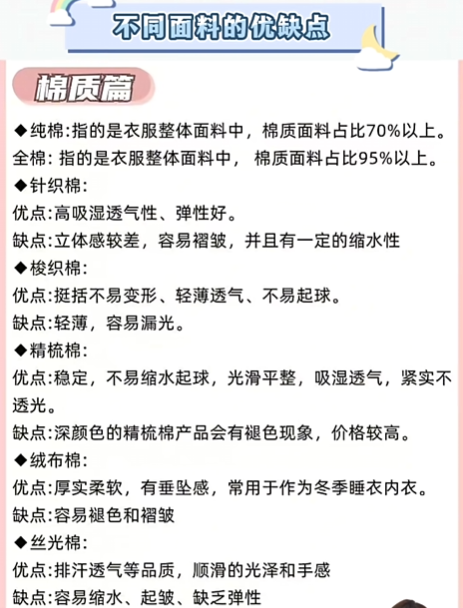 不同面料的优缺点
棉质篇
◆纯棉:指的是衣服整体面料中，棉质面料占比70%以上。
全棉: 指的是衣服整体面料中， 棉质面料占比95%以上。
◆针织棉:
优点:高吸湿透气性、弹性好。
缺点:立体感较差，容易褶皱，并且有一定的缩水性
◆梭织棉:
优点:挺括不易变形、轻薄透气、不易起球。
缺点:轻薄，容易漏光。
◆精梳棉:
优点:稳定，不易缩水起球，光滑平整，吸湿透气，紧实不
透光。
缺点:深颜色的精梳棉产品会有褪色现象，价格较高。
◆绒布棉:
优点:厚实柔软，有垂坠感，常用于作为冬季睡衣内衣。
缺点:容易褪色和褶皱
◆丝光棉:
优点:排汗透气等品质，顺滑的光泽和手感
缺点:容易缩水、起皱、缺乏弹性